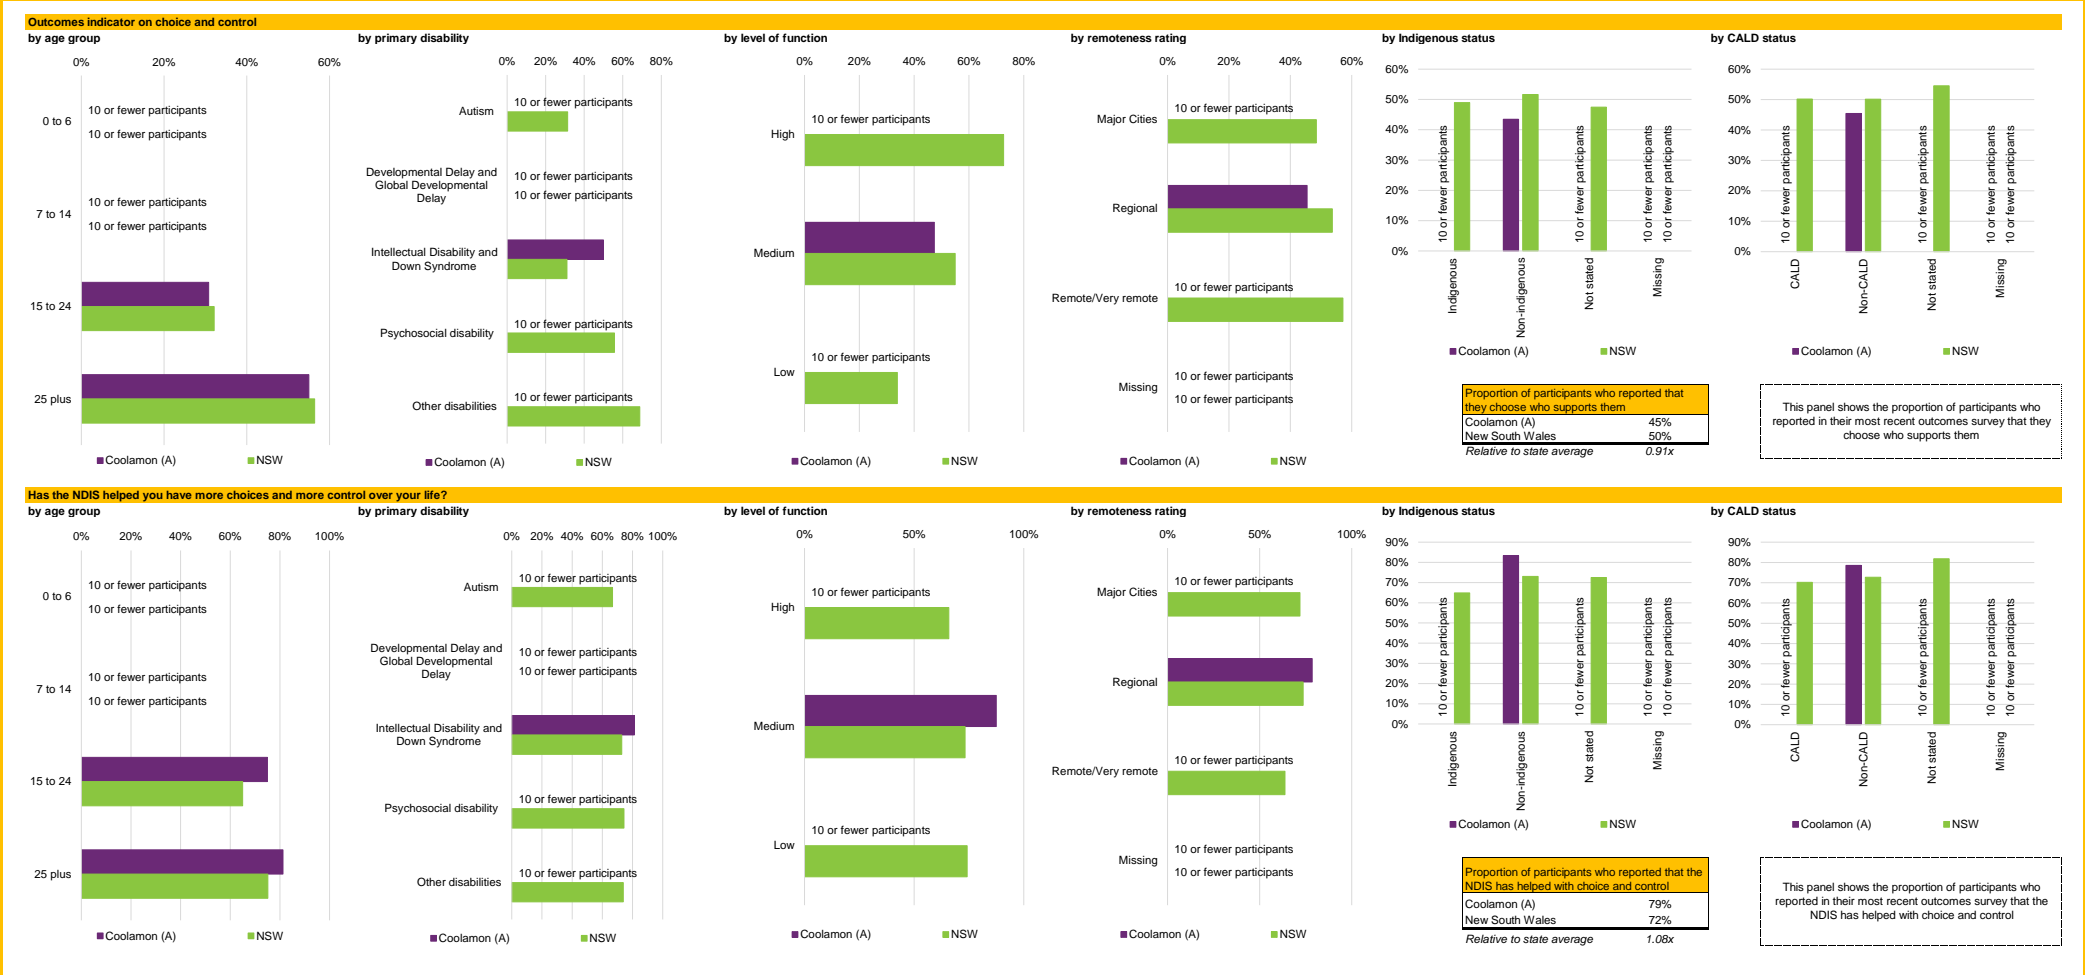 Outcomes indicator on choice and control
by age group
0% 20% 40% 60%
0 to 6
10 or fewer participants
10 or fewer participants
7 to 14
10 or fewer participants
10 or fewer participants
15 to 24
25 plus
Coolamon (A) NSW
by primary disability
0% 20% 40% 60% 80%
Autism
10 or fewer participants
Developmental Delay and
Global Developmental
Delay
10 or fewer participants
10 or fewer participants
Intellectual Disability and
Down Syndrome
Psychosocial disability
10 or fewer participants
Other disabilities
10 or fewer participants
Coolamon (A) NSW
by level of function
0% 20% 40% 60% 80%
High
10 or fewer participants
Medium
Low
10 or fewer participants
Coolamon (A) NSW
by remoteness rating
0% 20% 40% 60%
Major Cities
10 or fewer participants
Regional
Remote/Very remote
10 or fewer participants
Missing
10 or fewer participants
10 or fewer participants
Coolamon (A) NSW
by Indigenous status
60%
50%
40%
30%
20%
10%
0%
10 or fewer participants
10 or fewer participants
10 or fewer participants
10 or fewer participants
Indigenous
Non-indigenous
Not stated
Missing
Coolamon (A) NSW
by CALD status
60%
50%
40%
30%
20%
10%
0%
10 or fewer participants
10 or fewer participants
10 or fewer participants
10 or fewer participants
CALD
Non-CALD
Not stated
Missing
Coolamon (A) NSW
Proportion of participants who reported that
they choose who supports them
Coolamon (A) 45%
New South Wales 50%
Relative to state average 0.91x
This panel shows the proportion of participants who
reported in their most recent outcomes survey that they
choose who supports them
Has the NDIS helped you have more choices and more control over your life?
by age group
0% 20% 40% 60% 80% 100%
0 to 6
10 or fewer participants
10 or fewer participants
7 to 14
10 or fewer participants
10 or fewer participants
15 to 24
25 plus
Coolamon (A) NSW
by primary disability
0% 20% 40% 60% 80% 100%
Autism
10 or fewer participants
Developmental Delay and
Global Developmental
Delay
10 or fewer participants
10 or fewer participants
Intellectual Disability and
Down Syndrome
Psychosocial disability
10 or fewer participants
Other disabilities
10 or fewer participants
Coolamon (A) NSW
by level of function
0% 50% 100%
High
10 or fewer participants
Medium
Low
10 or fewer participants
Coolamon (A) NSW
by remoteness rating
0% 50% 100%
Major Cities
10 or fewer participants
Regional
Remote/Very remote
10 or fewer participants
Missing
10 or fewer participants
10 or fewer participants
Coolamon (A) NSW
by Indigenous status
90%
80%
70%
60%
50%
40%
30%
20%
10%
0%
10 or fewer participants
10 or fewer participants
10 or fewer participants
10 or fewer participants
Indigenous
Non-indigenous
Not stated
Missing
Coolamon (A) NSW
by CALD status
90%
80%
70%
60%
50%
40%
30%
20%
10%
0%
10 or fewer participants
10 or fewer participants
10 or fewer participants
10 or fewer participants
CALD
Non-CALD
Not stated
Missing
Coolamon (A) NSW
Proportion of participants who reported that the
NDIS has helped with choice and control
Coolamon (A) 79%
New South Wales 72%
Relative to state average 1.08x
This panel shows the proportion of participants who
reported in their most recent outcomes survey that the
NDIS has helped with choice and control